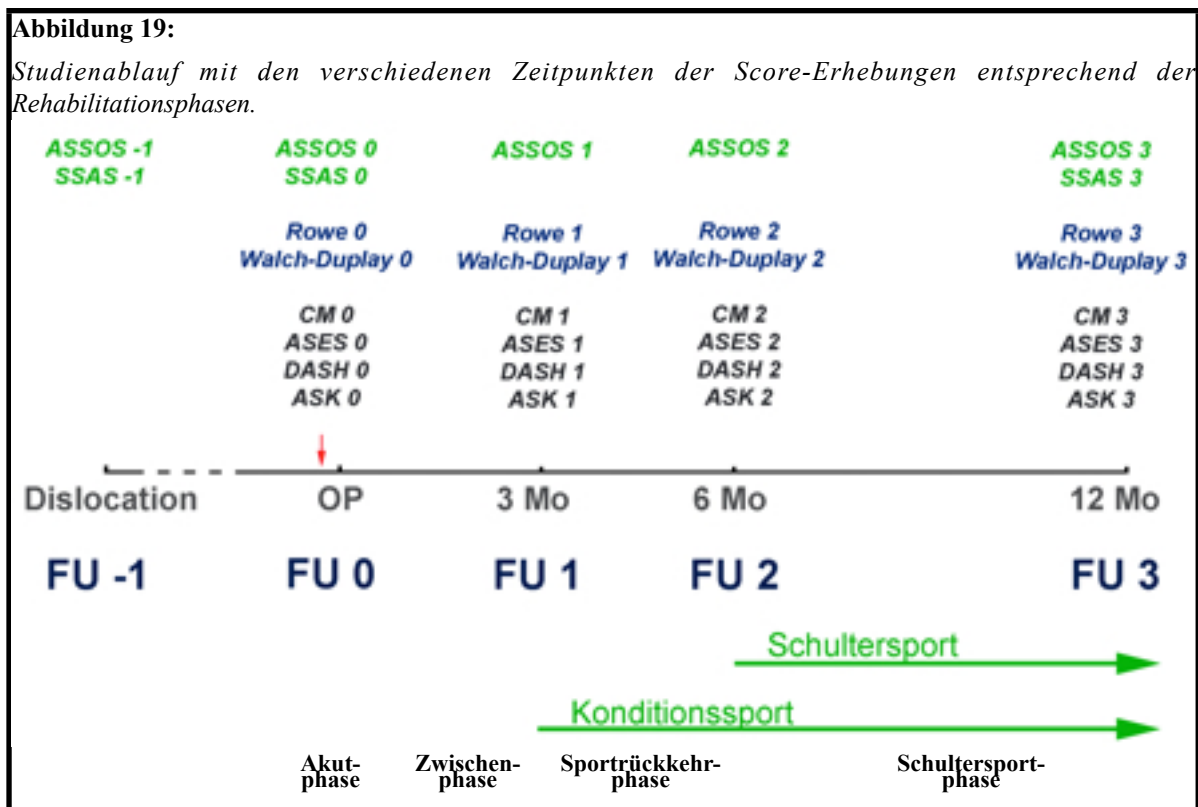 Abbildung 19:
Studienablauf mit den verschiedenen Zeitpunkten der Score-Erhebungen entsprechend der
Rehabilitationsphasen.
ASSOS -1 ASSOS 0 ASSOS 1 ASSOS 2 ASSOS 3
SSAS -1 SSAS 0 SSAS 3
Rowe 0 Rowe 1 Rowe 2 Rowe 3
Walch-Duplay 0 Walch-Duplay 1 Walch-Duplay 2 Walch-Duplay 3
CM 0 CM 1 CM 2 CM 3
ASES 0 ASES 1 ASES 2 ASES 3
DASH 0 DASH 1 DASH 2 DASH 3
ASK 0 ASK 1 ASK 2 ASK 3
Dislocation OP 3 Mo 6 Mo 12 Mo
FU -1 FU 0 FU 1 FU 2 FU 3
Schultersport
Konditionssport
Akut- Zwischen- Sportrückkehr- Schultersport-
phase phase phase phase